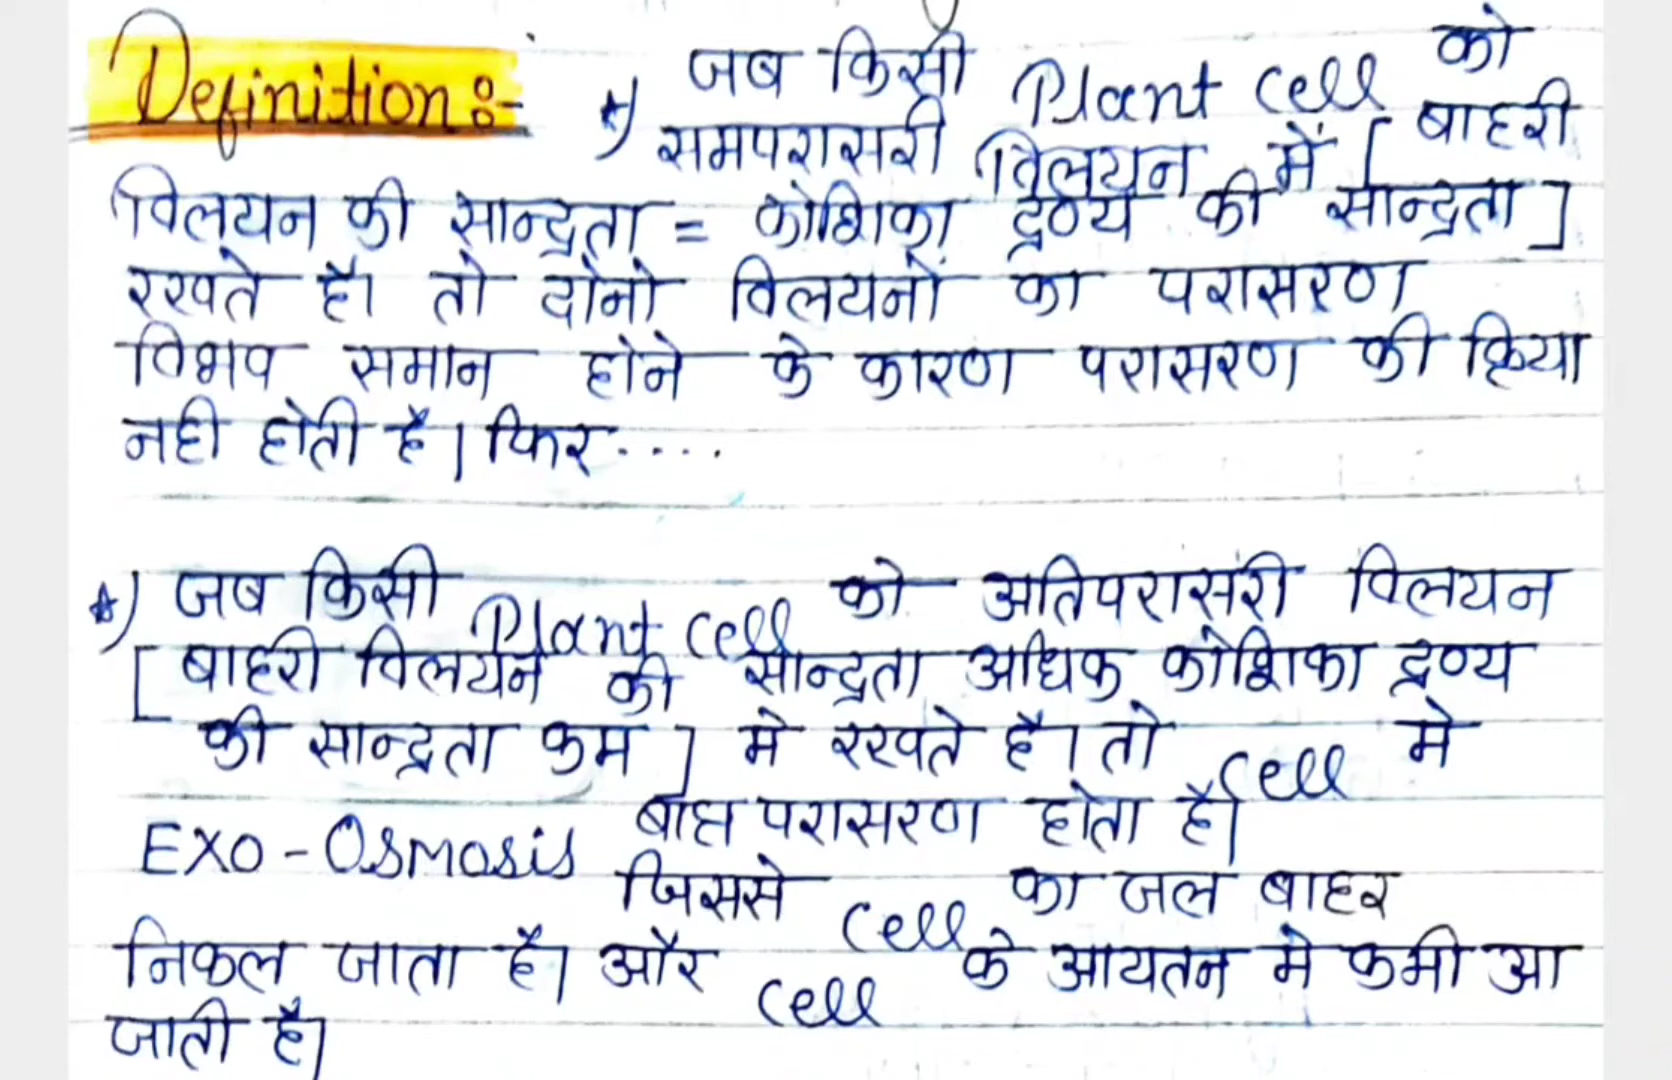 Definition :- *) जब किसी Plant cell को
समपरासरी विलयन में [ बाहरी
विलयन की सान्द्रता = कोशिका द्रव्य की सान्द्रता ]
रखते है। तो दोनो विलयनों का परासरण
विभव समान होने के कारण परासरण की क्रिया
नही होती है। फिर....
*) जब किसी Plant cell को अतिपरासरी विलयन
[ बाहरी विलयन की सान्द्रता अधिक कोशिका द्रव्य
की सान्द्रता कम ] मे रखते है। तो cell मे
EXO-OSMOSIS बाह्य परासरण होता है।
जिससे cell का जल बाहर
निकल जाता है। और cell के आयतन मे कमी आ
जाती है।